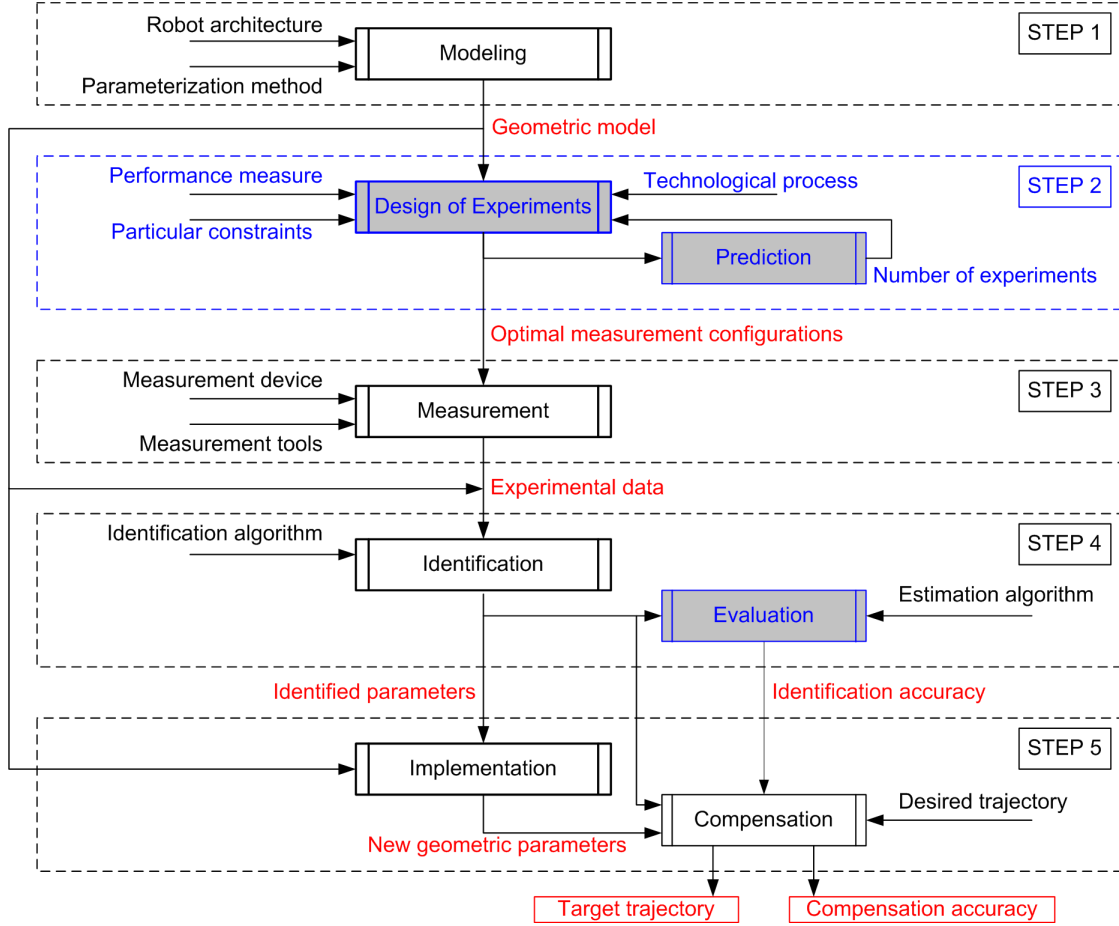 Robot architecture
STEP 1
Modeling
Parameterization method
Geometric model
Performance measure
Technological process
STEP 2
Design of Experiments
Particular constraints
Prediction
Number of experiments
Optimal measurement configurations
Measurement device
STEP 3
Measurement
Measurement tools
Experimental data
Identification algorithm
STEP 4
Identification
Estimation algorithm
Evaluation
Identified parameters
Identification accuracy
STEP 5
Implementation
Desired trajectory
Compensation
New geometric parameters
Target trajectory
Compensation accuracy